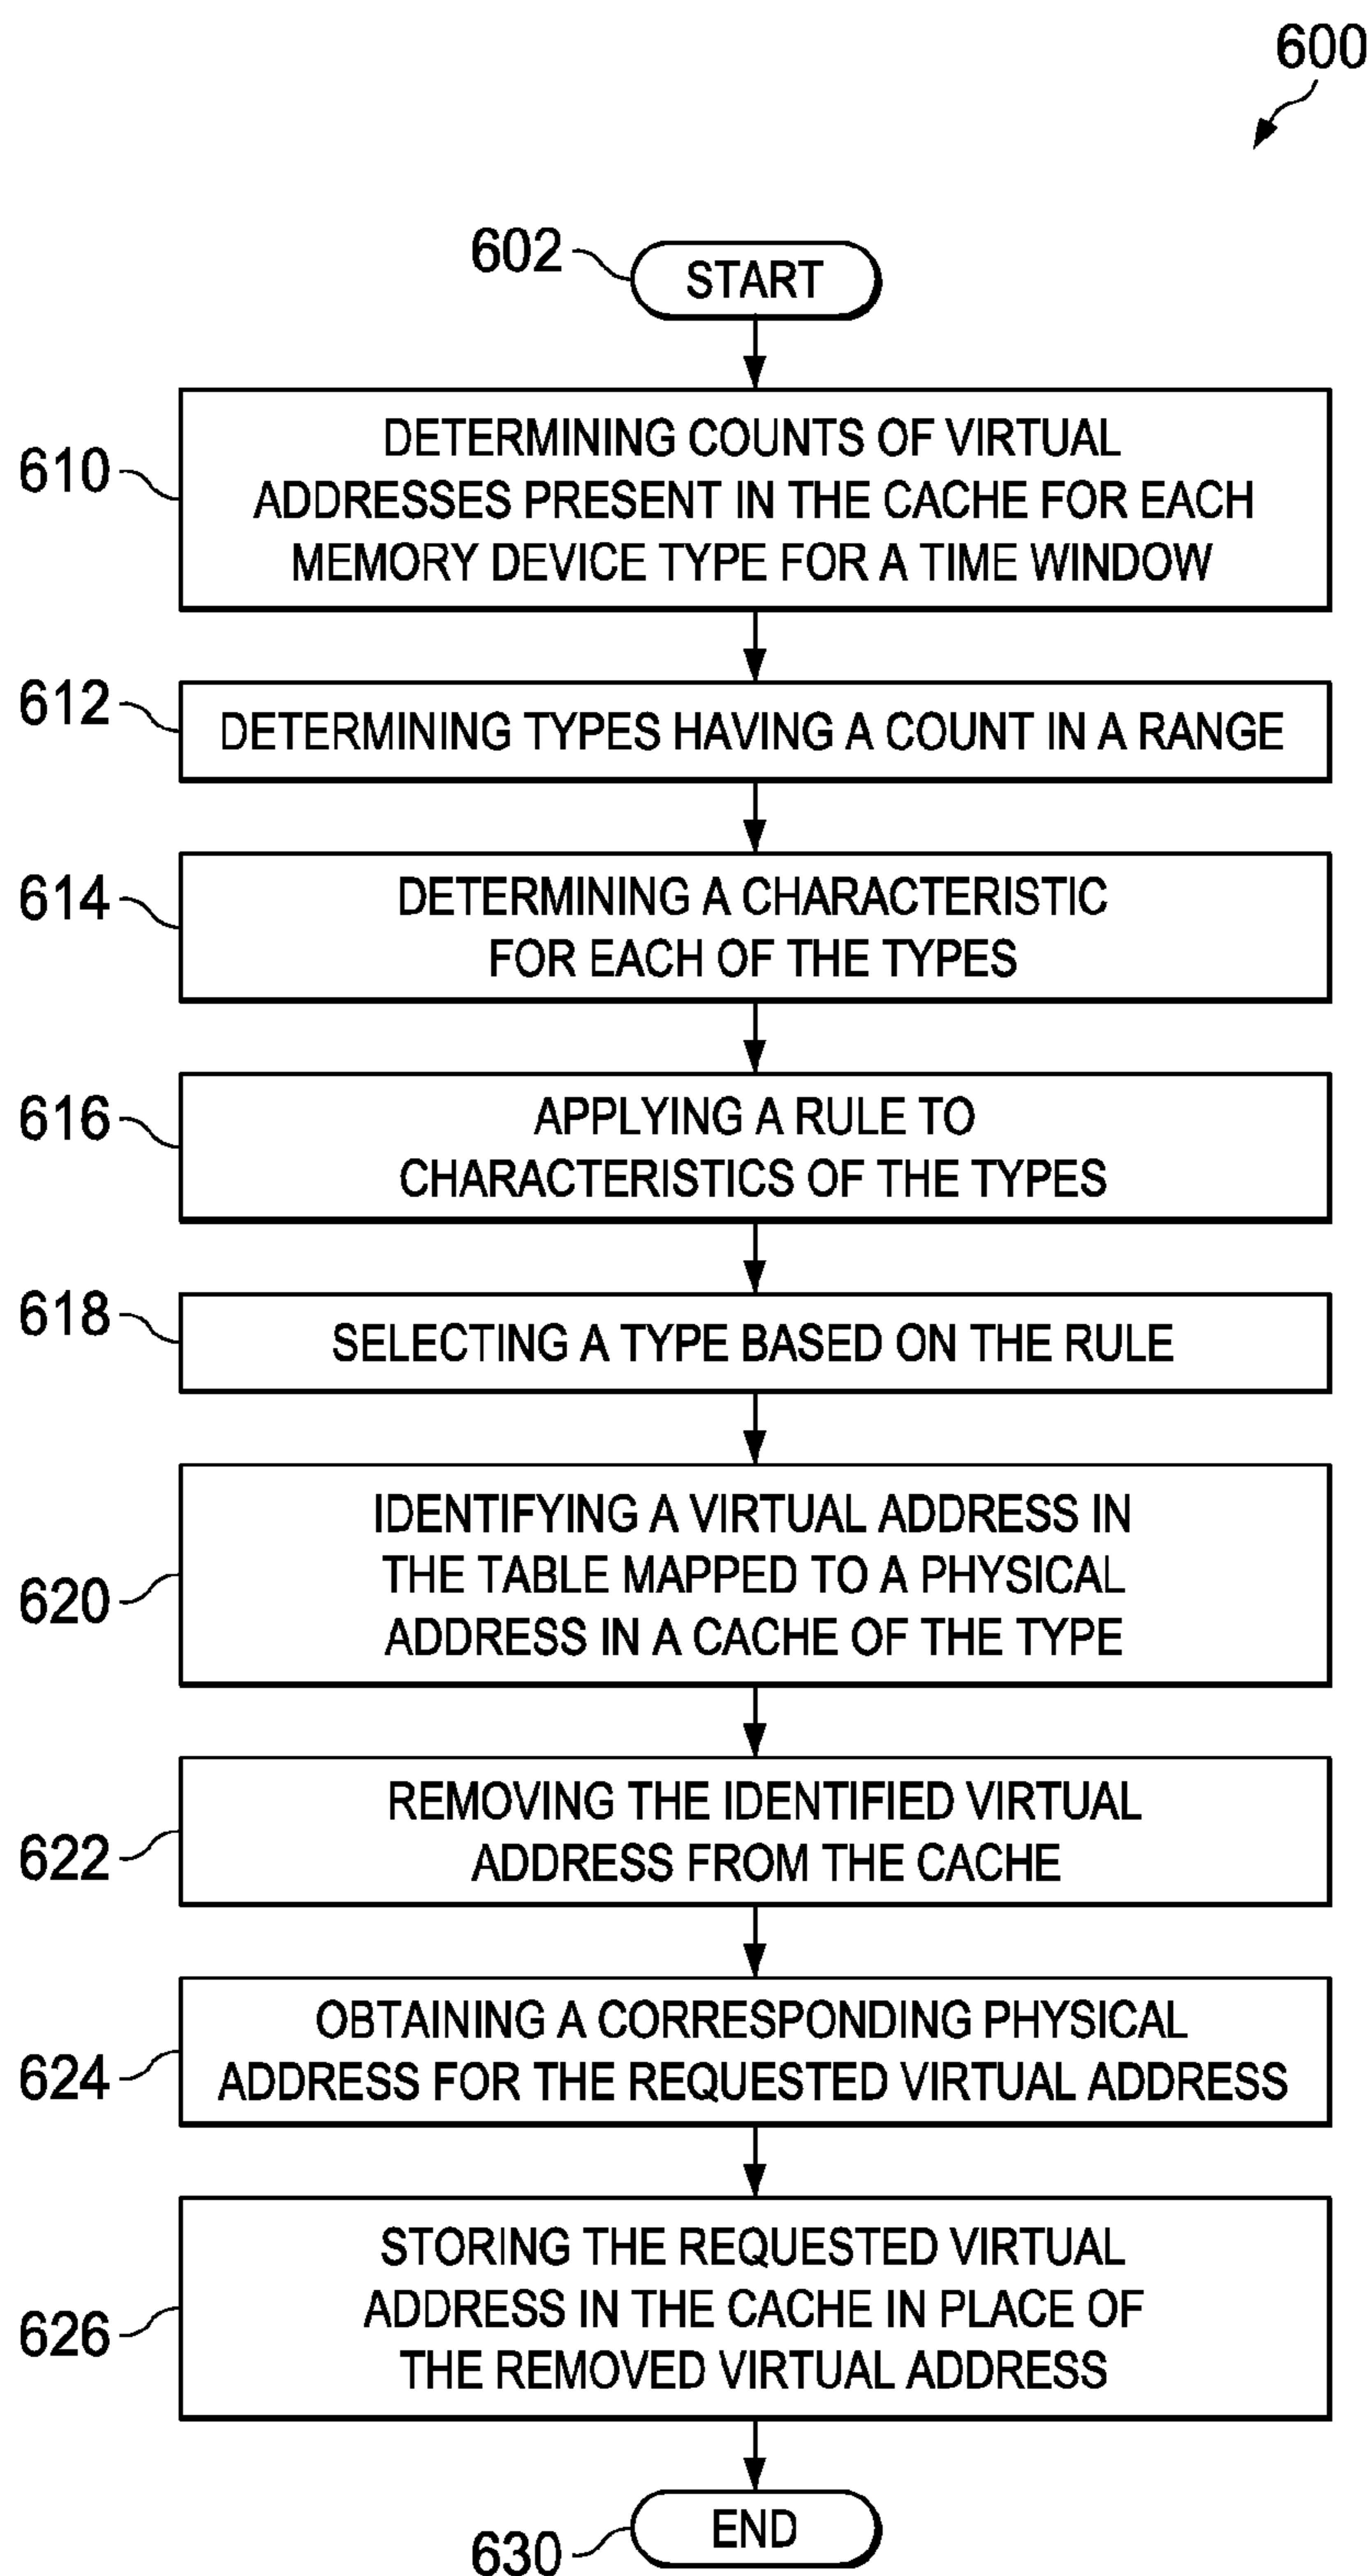 600
602
START
610
DETERMINING COUNTS OF VIRTUAL
ADDRESSES PRESENT IN THE CACHE FOR EACH
MEMORY DEVICE TYPE FOR A TIME WINDOW
612
DETERMINING TYPES HAVING A COUNT IN A RANGE
614
DETERMINING A CHARACTERISTIC
FOR EACH OF THE TYPES
616
APPLYING A RULE TO
CHARACTERISTICS OF THE TYPES
618
SELECTING A TYPE BASED ON THE RULE
620
IDENTIFYING A VIRTUAL ADDRESS IN
THE TABLE MAPPED TO A PHYSICAL
ADDRESS IN A CACHE OF THE TYPE
622
REMOVING THE IDENTIFIED VIRTUAL
ADDRESS FROM THE CACHE
624
OBTAINING A CORRESPONDING PHYSICAL
ADDRESS FOR THE REQUESTED VIRTUAL ADDRESS
626
STORING THE REQUESTED VIRTUAL
ADDRESS IN THE CACHE IN PLACE OF
THE REMOVED VIRTUAL ADDRESS
630
END